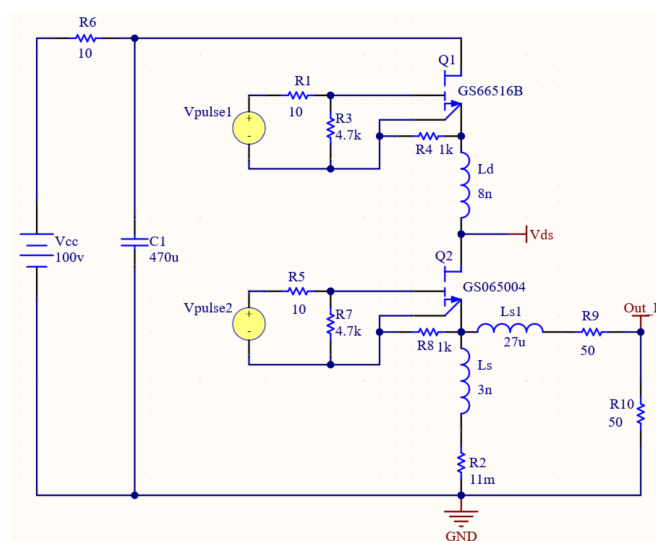 R6
10
Q1
GS66516B
R1
10
Vpulse1
+
-
R3
4.7k
R4 1k
Ld
8n
Vds
Vcc
100v
C1
470u
Q2
GS065004
R5
10
Vpulse2
+
-
R7
4.7k
R8 1k
Ls1
27u
R9
50
Ls
3n
R10
50
R2
11m
GND